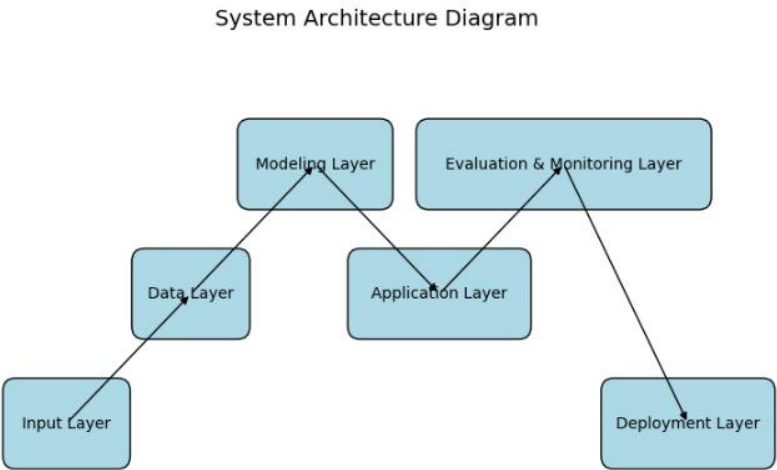 System Architecture Diagram
Modeling Layer
Evaluation & Monitoring Layer
Data Layer
Application Layer
Input Layer
Deployment Layer